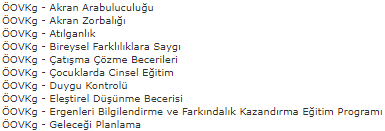 ÖOVKg - Akran Arabuluculuğu
ÖOVKg - Akran Zorbalığı
ÖOVKg - Atılganlık
ÖOVKg - Bireysel Farklılıklara Saygı
ÖOVKg - Çatışma Çözme Becerileri
ÖOVKg - Çocuklarda Cinsel Eğitim
ÖOVKg - Duygu Kontrolü
ÖOVKg - Eleştirel Düşünme Becerisi
ÖOVKg - Ergenleri Bilgilendirme ve Farkındalık Kazandırma Eğitim Programı
ÖOVKg - Geleceği Planlama